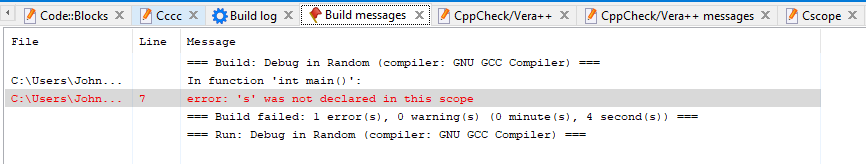 Code::Blocks Cccc Build log Build messages CppCheck/Vera++ CppCheck/Vera++ messages Cscope
File Line Message
=== Build: Debug in Random (compiler: GNU GCC Compiler) ===
C:\Users\John... In function 'int main()':
C:\Users\John... 7 error: 's' was not declared in this scope
=== Build failed: 1 error(s), 0 warning(s) (0 minute(s), 4 second(s)) ===
=== Run: Debug in Random (compiler: GNU GCC Compiler) ===